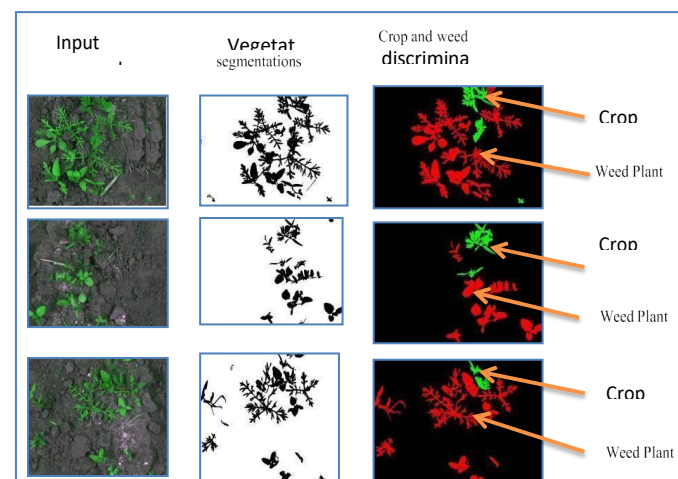 Input
Vegetat
segmentations
Crop and weed
discrimina
Crop
Weed Plant
Crop
Weed Plant
Crop
Weed Plant